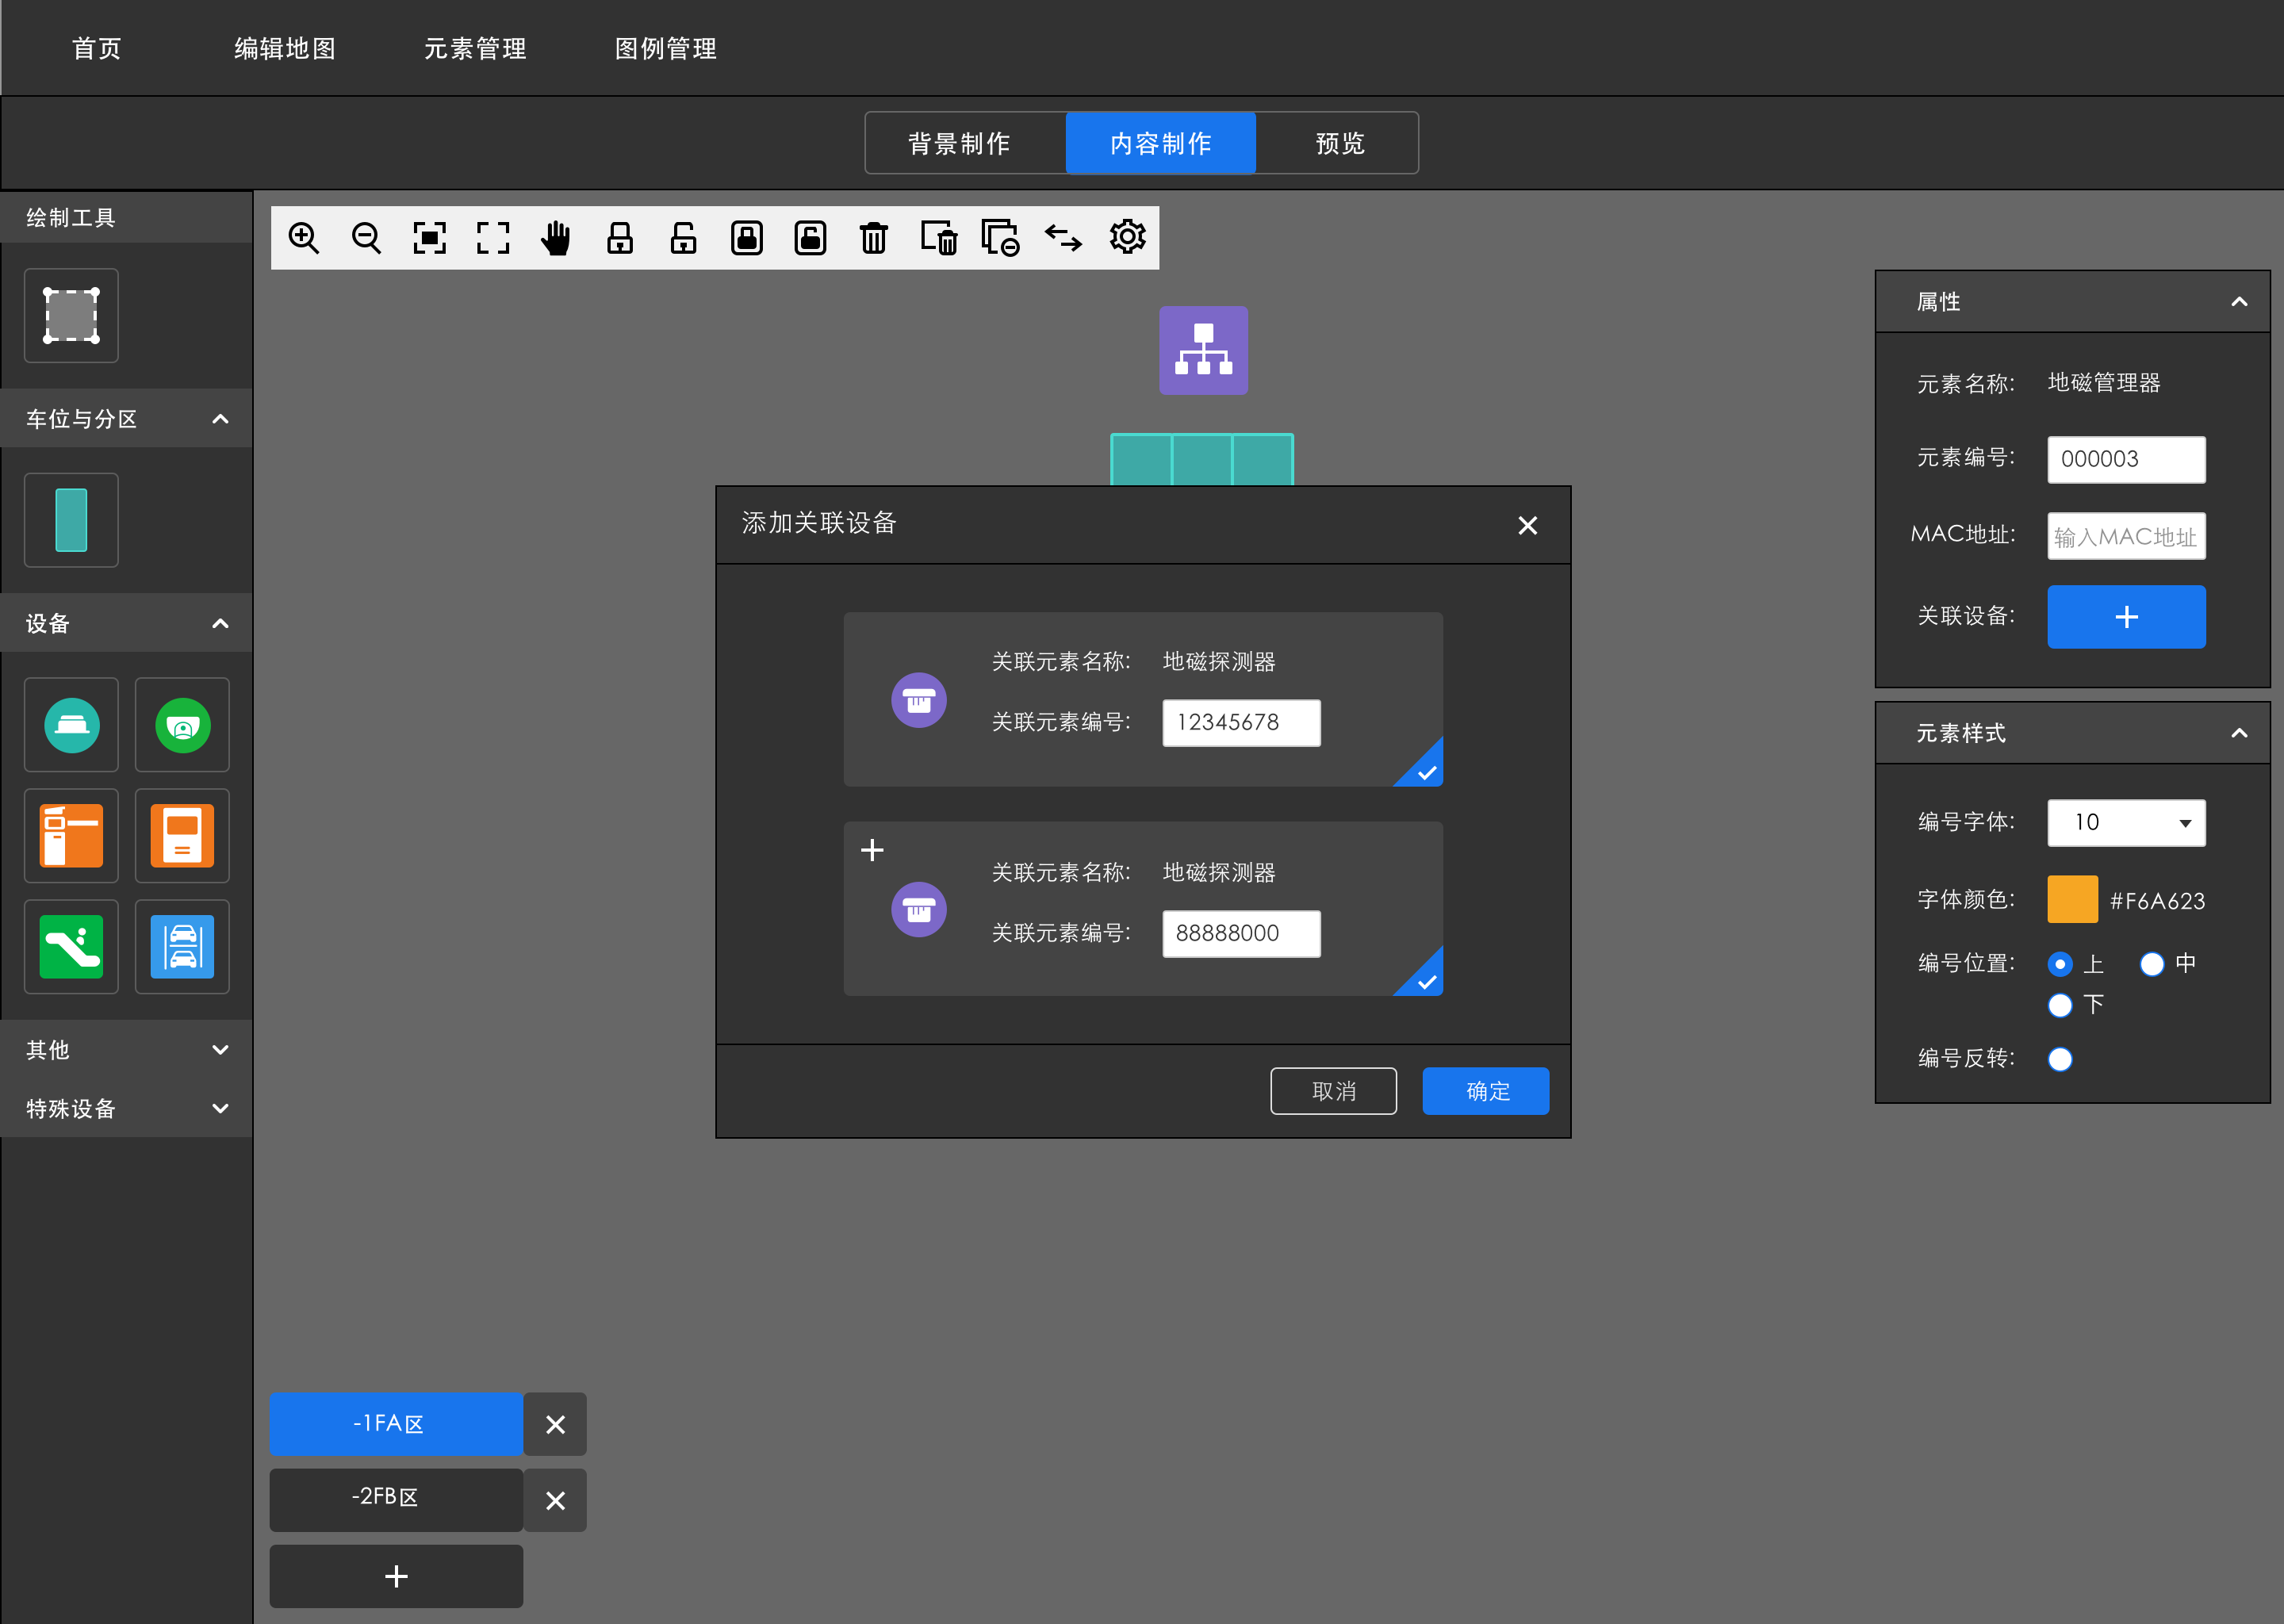 首页 编辑地图 元素管理 图例管理
背景制作 内容制作 预览
绘制工具
车位与分区
设备
其他
特殊设备
添加关联设备
关联元素名称: 地磁探测器
关联元素编号: 12345678
关联元素名称: 地磁探测器
关联元素编号: 88888000
取消 确定
属性
元素名称: 地磁管理器
元素编号: 000003
MAC地址: 输入MAC地址
关联设备:
元素样式
编号字体: 10
字体颜色: #F6A623
编号位置: 上 中
下
编号反转:
-1FA区
-2FB区